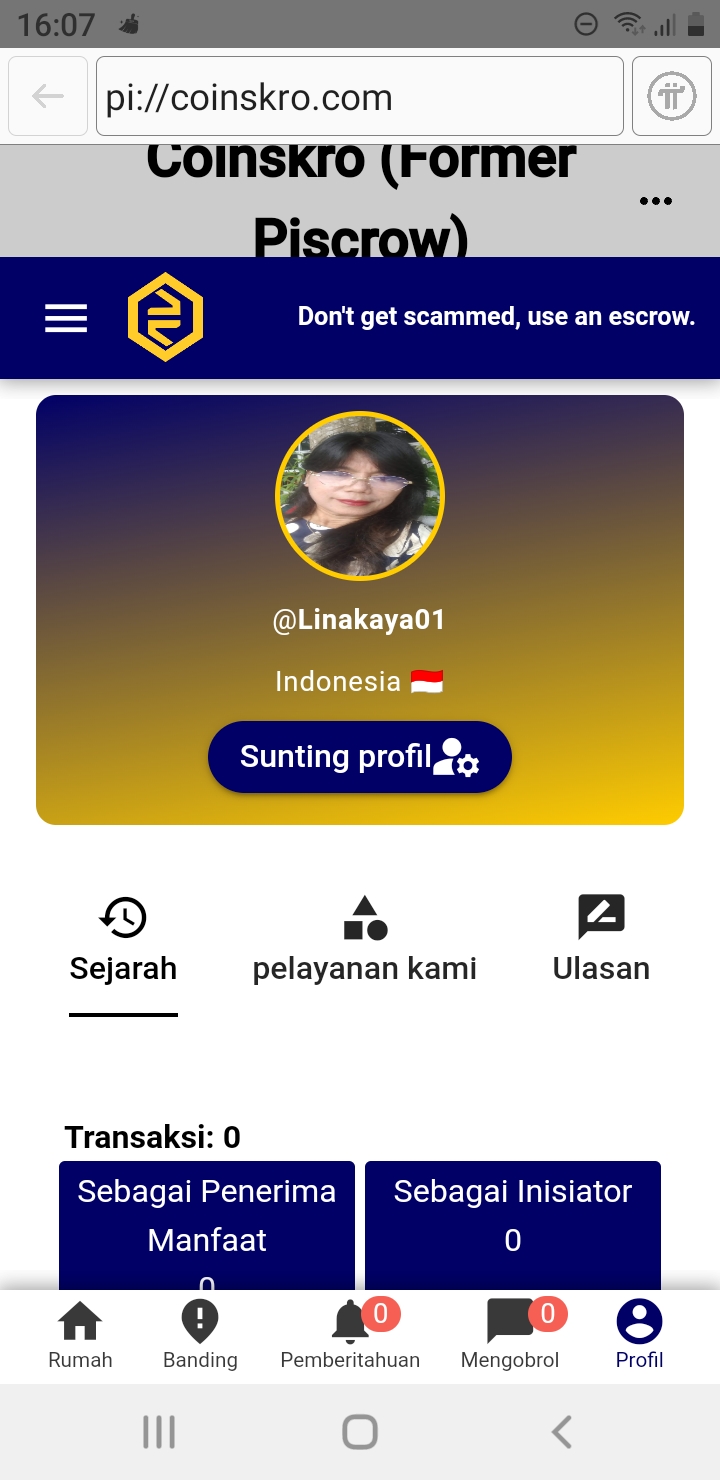 16:07
pi://coinskro.com
Coinskro (Former
Piscrow)
Don't get scammed, use an escrow.
@Linakaya01
Indonesia 🇮🇩
Sunting profil
Sejarah
pelayanan kami
Ulasan
Transaksi: 0
Sebagai Penerima
Manfaat
0
Sebagai Inisiator
0
0
0
Rumah
Banding
Pemberitahuan
Mengobrol
Profil